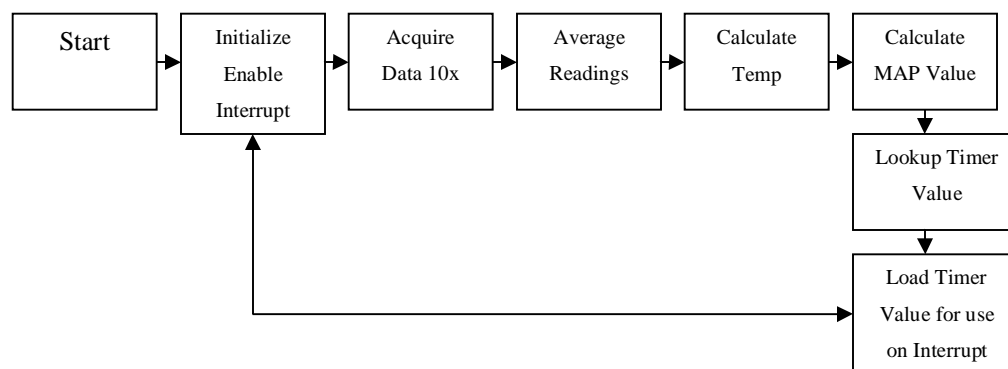 Start
Initialize
Enable
Interrupt
Acquire
Data 10x
Average
Readings
Calculate
Temp
Calculate
MAP Value
Lookup Timer
Value
Load Timer
Value for use
on Interrupt